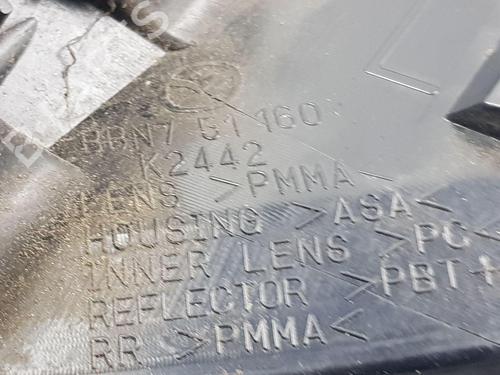 BBN7 51 160
K2442
LENS >PMMA<
HOUSING >ASA<
INNER LENS >PC<
REFLECTOR >PBT+
RR >PMMA<